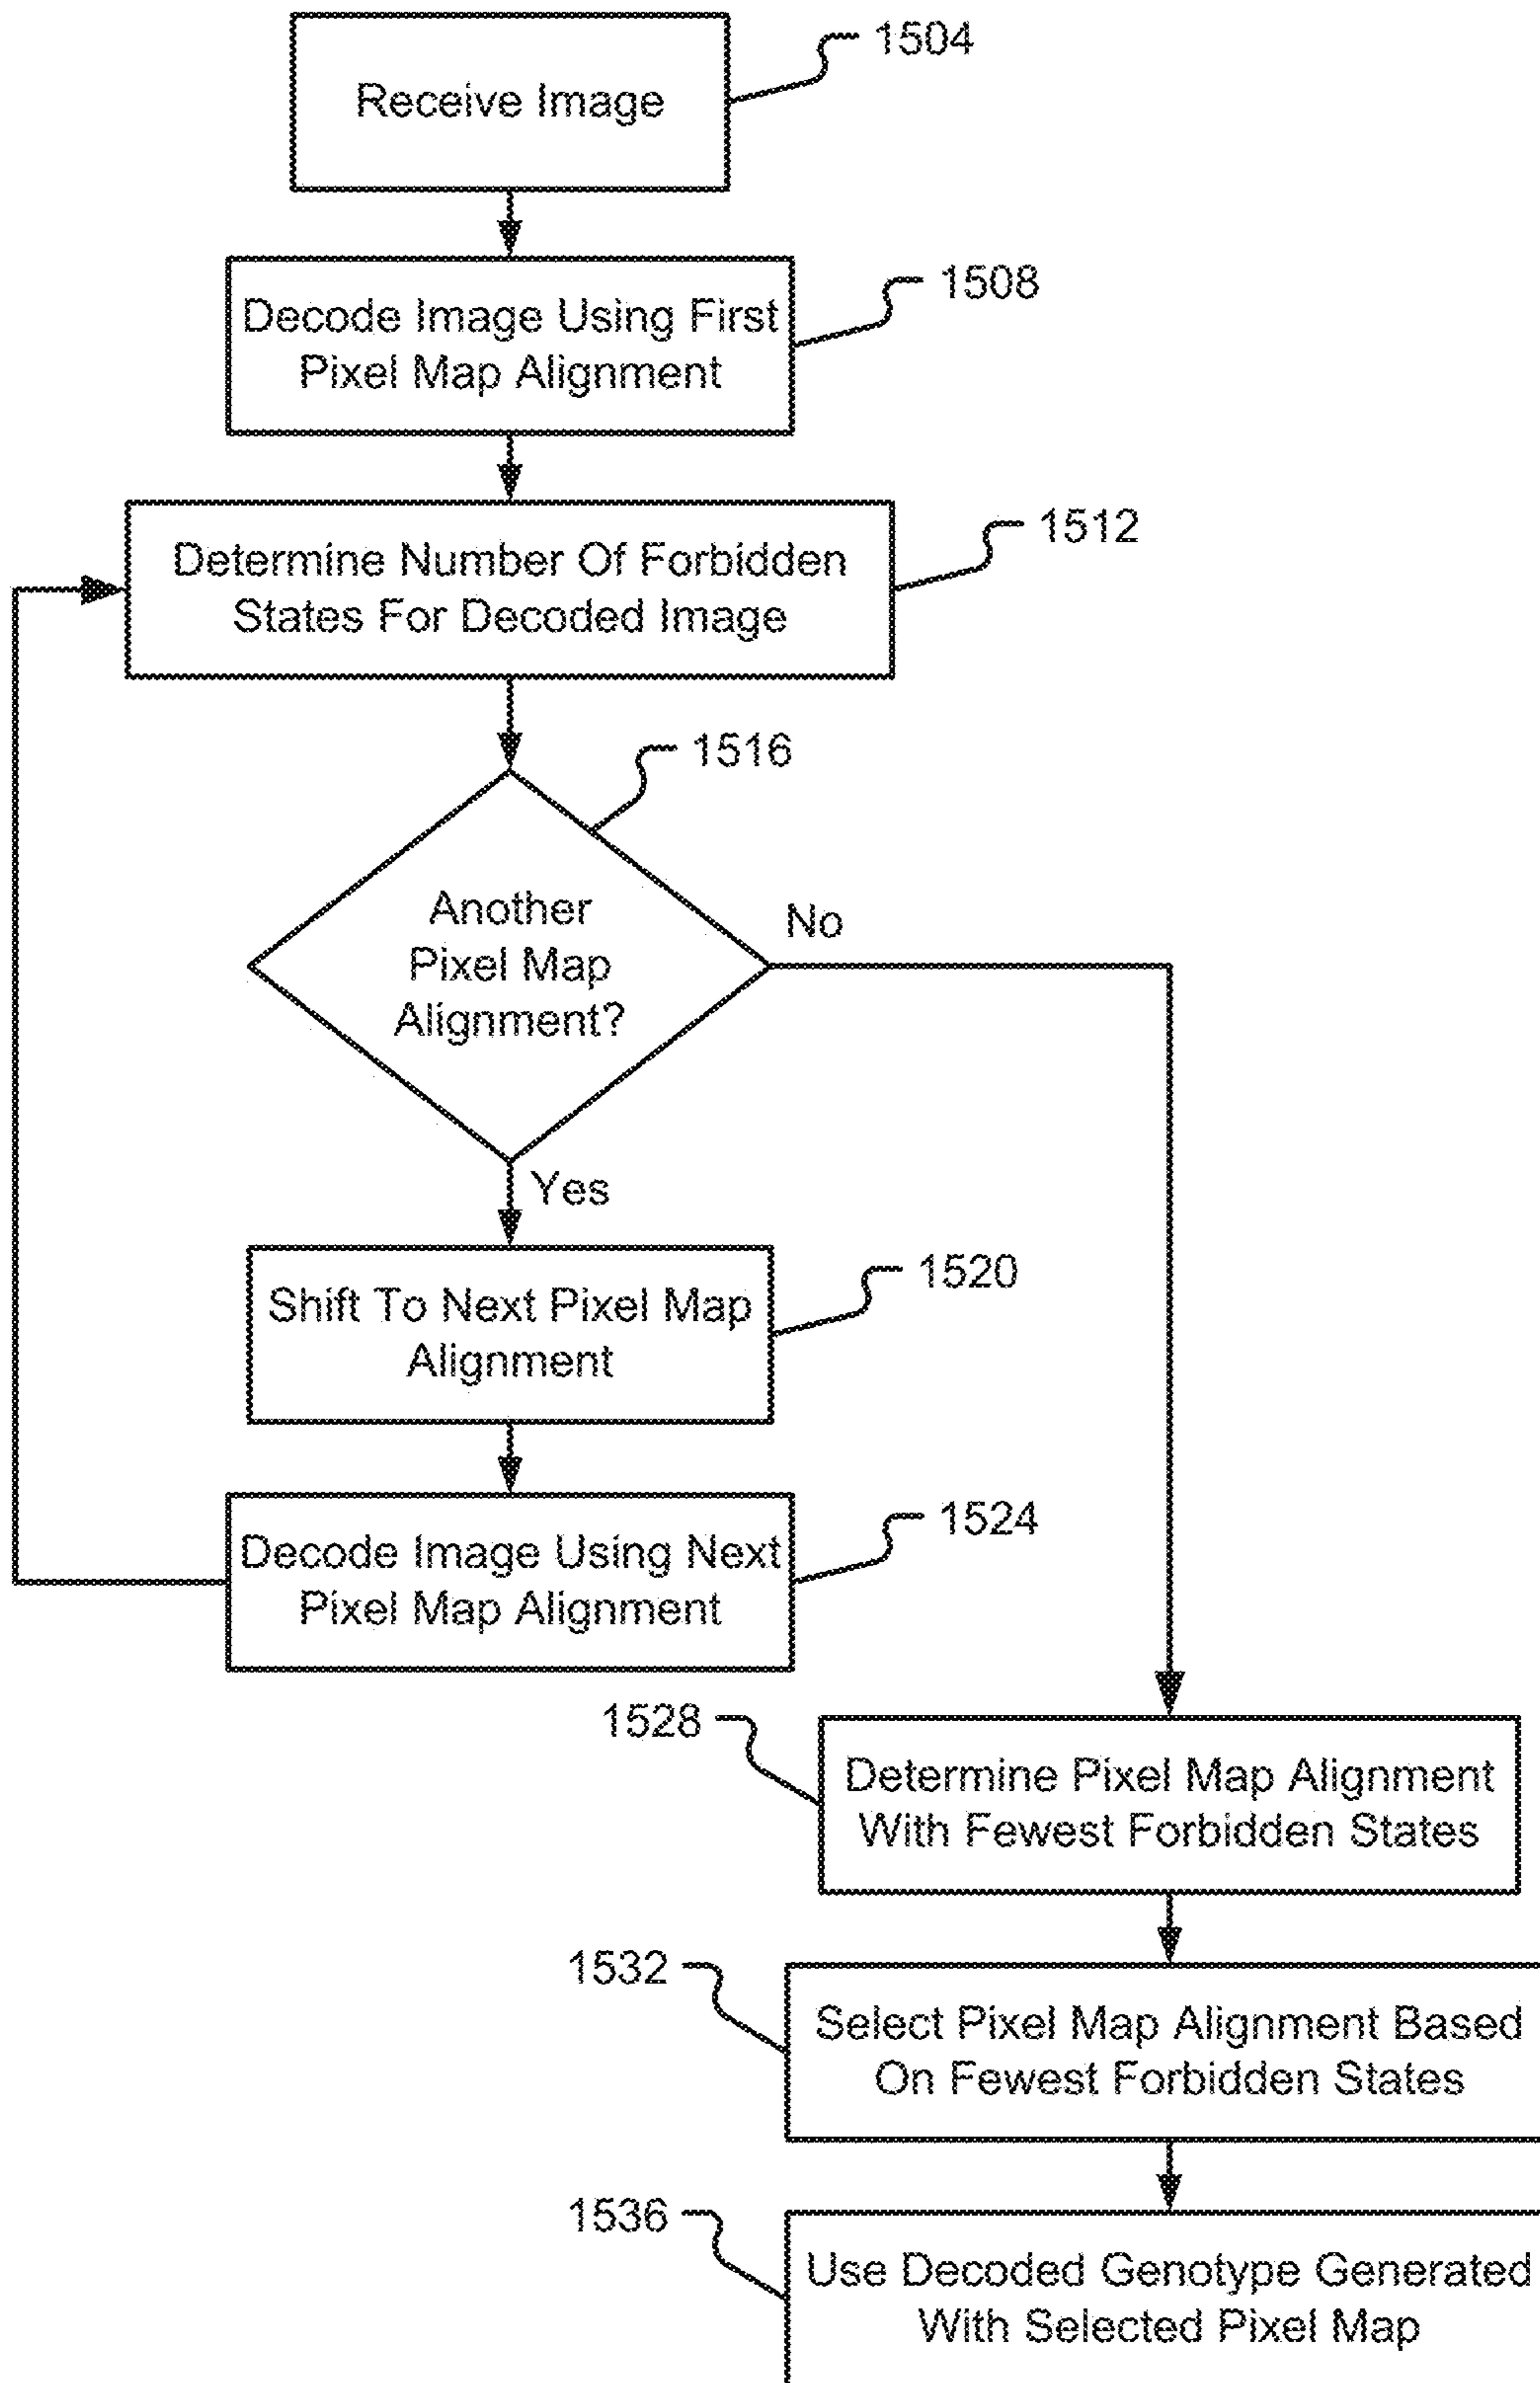 1504
Receive Image
1508
Decode Image Using First
Pixel Map Alignment
1512
Determine Number Of Forbidden
States For Decoded Image
1516
Another
Pixel Map
Alignment?
No
Yes
1520
Shift To Next Pixel Map
Alignment
1524
Decode Image Using Next
Pixel Map Alignment
1528
Determine Pixel Map Alignment
With Fewest Forbidden States
1532
Select Pixel Map Alignment Based
On Fewest Forbidden States
1536
Use Decoded Genotype Generated
With Selected Pixel Map